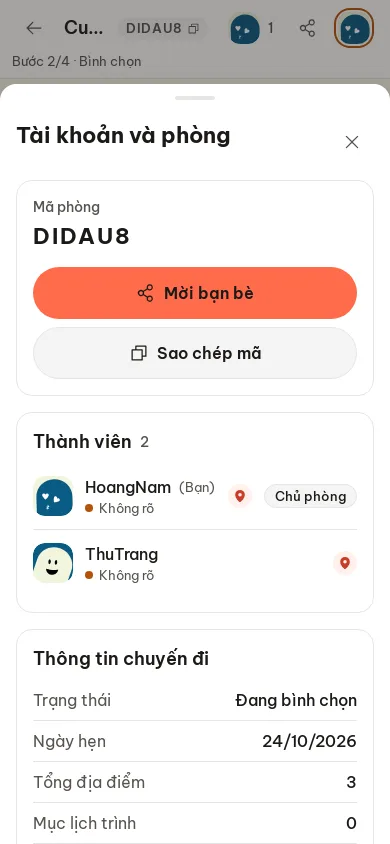 Cu...
DIDAU8
1
Bước 2/4 · Bình chọn
Tài khoản và phòng
Mã phòng
DIDAU8
Mời bạn bè
Sao chép mã
Thành viên 2
HoangNam (Bạn)
Chủ phòng
Không rõ
ThuTrang
Không rõ
Thông tin chuyến đi
Trạng thái Đang bình chọn
Ngày hẹn 24/10/2026
Tổng địa điểm 3
Mục lịch trình 0